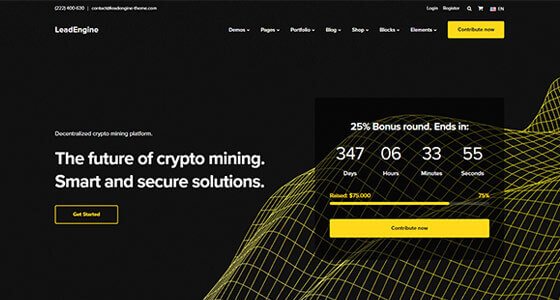 (222) 400-630 | contact@leadengine-theme.com Login Register EN
LeadEngine Demos Pages Portfolio Blog Shop Blocks Elements Contribute now
25% Bonus round. Ends in:
347 06 33 55
Days Hours Minutes Seconds
Raised: $75.000 75%
Contribute now
Decentralized crypto mining platform.
The future of crypto mining.
Smart and secure solutions.
Get Started